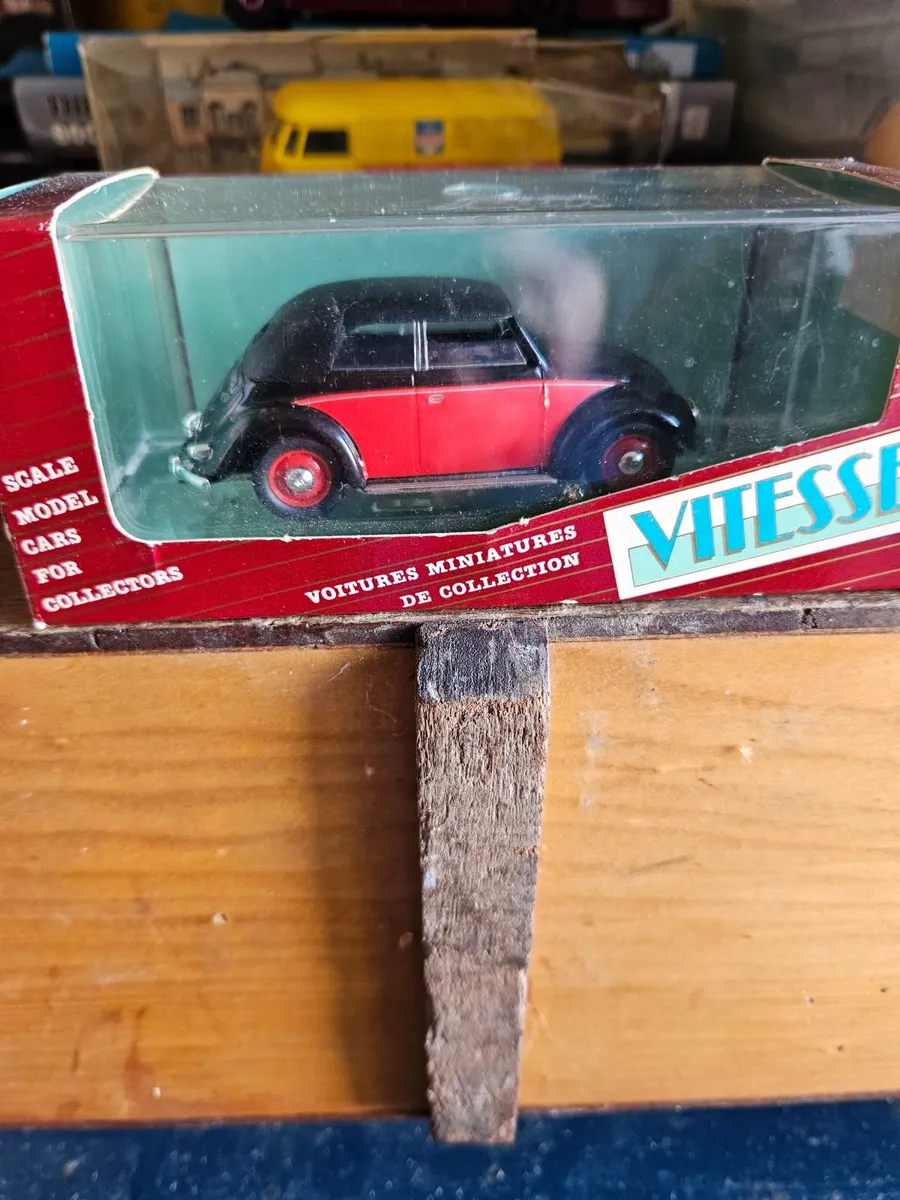 SCALE
MODEL
CARS
FOR
COLLECTORS
VOITURES MINIATURES
DE COLLECTION
VITESSE